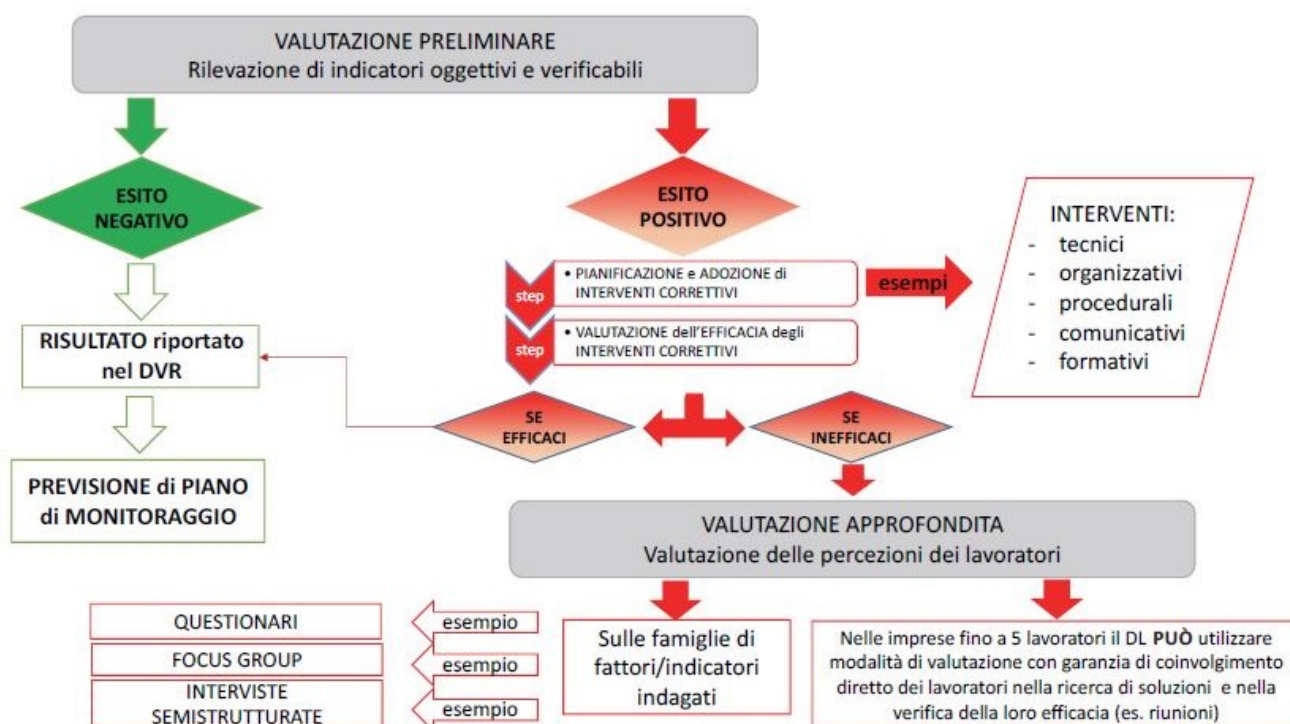 VALUTAZIONE PRELIMINARE
Rilevazione di indicatori oggettivi e verificabili
ESITO
NEGATIVO
ESITO
POSITIVO
INTERVENTI:
- tecnici
- organizzativi
- procedurali
- comunicativi
- formativi
step
• PIANIFICAZIONE e ADOZIONE di
INTERVENTI CORRETTIVI
esempi
step
• VALUTAZIONE dell'EFFICACIA degli
INTERVENTI CORRETTIVI
RISULTATO riportato
nel DVR
SE
EFFICACI
SE
INEFFICACI
PREVISIONE di PIANO
di MONITORAGGIO
VALUTAZIONE APPROFONDITA
Valutazione delle percezioni dei lavoratori
QUESTIONARI
esempio
FOCUS GROUP
esempio
INTERVISTE
SEMISTRUTTURATE
esempio
Sulle famiglie di
fattori/indicatori
indagati
Nelle imprese fino a 5 lavoratori il DL PUÒ utilizzare
modalità di valutazione con garanzia di coinvolgimento
diretto dei lavoratori nella ricerca di soluzioni e nella
verifica della loro efficacia (es. riunioni)